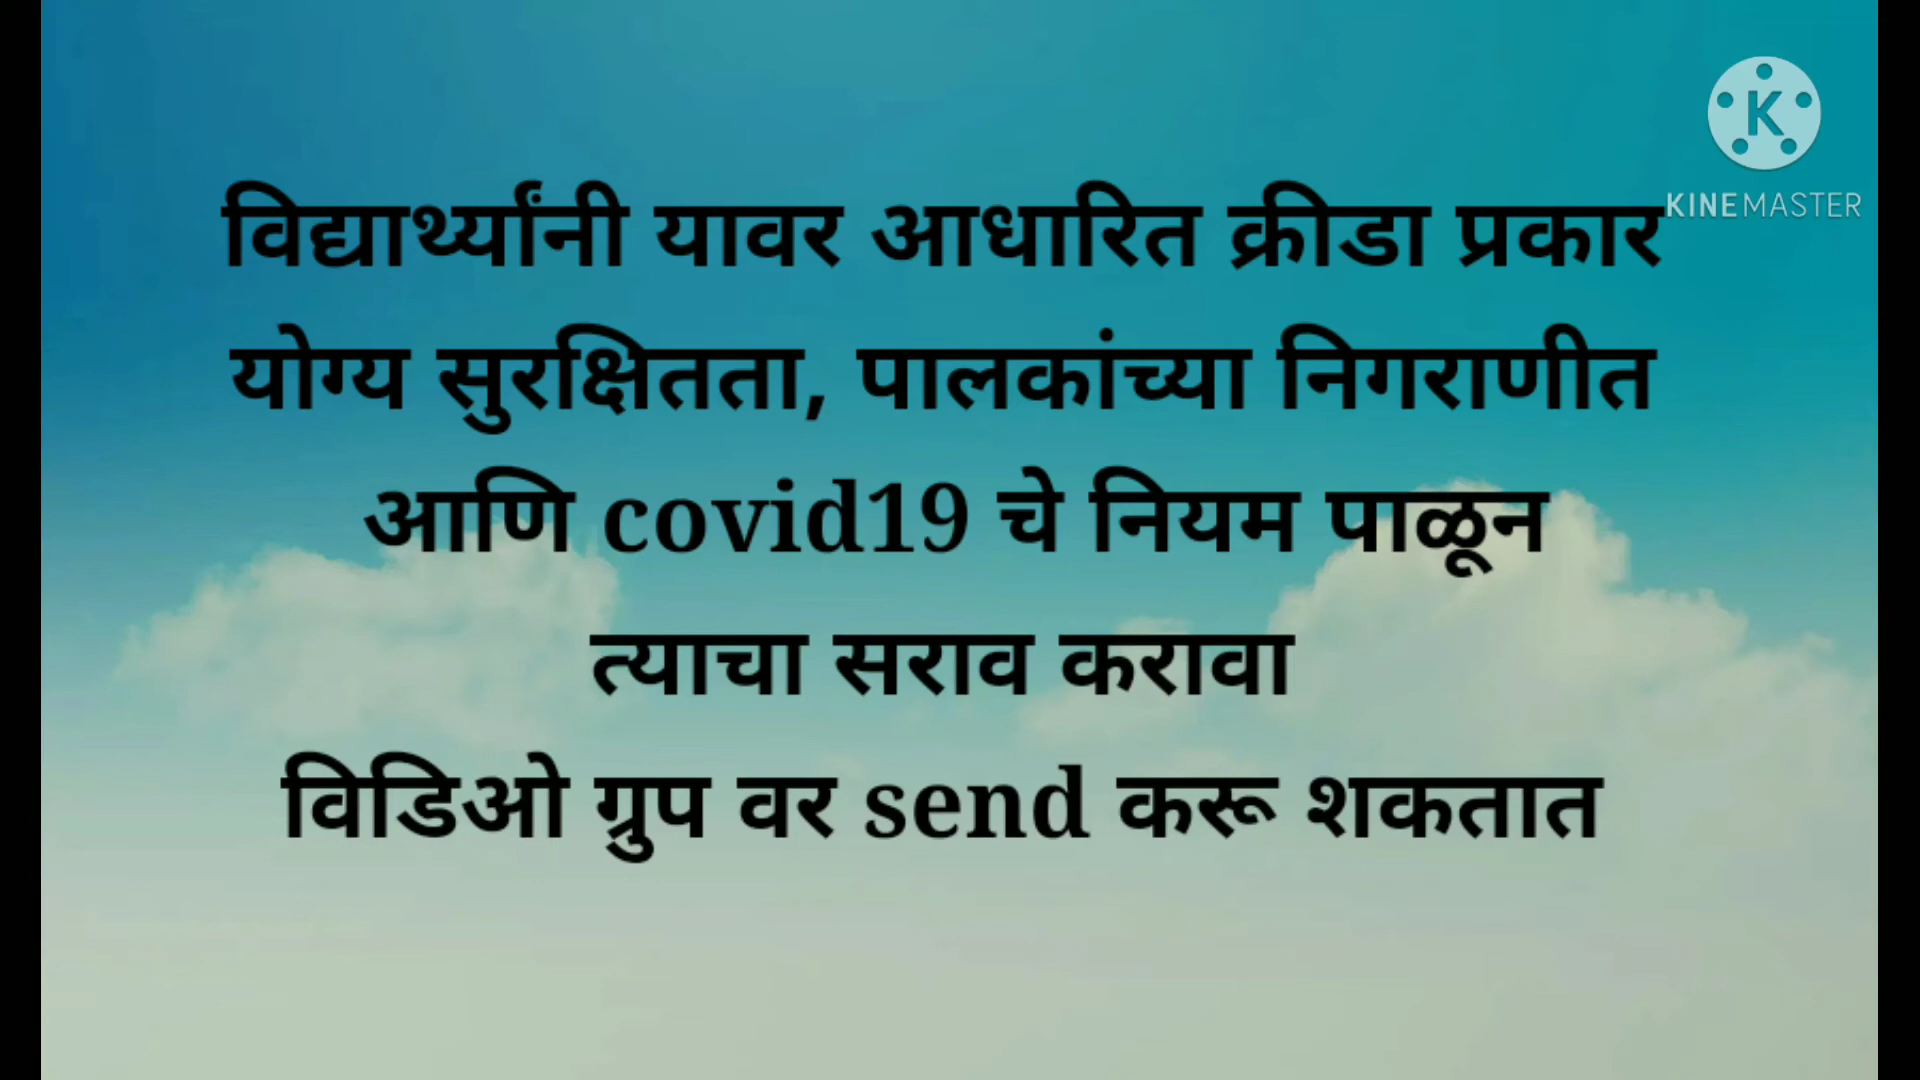 विद्यार्थ्यांनी यावर आधारित क्रीडा प्रकार
योग्य सुरक्षितता, पालकांच्या निगराणीत
आणि covid19 चे नियम पाळून
त्याचा सराव करावा
विडिओ ग्रुप वर send करू शकतात
K
KINEMASTER